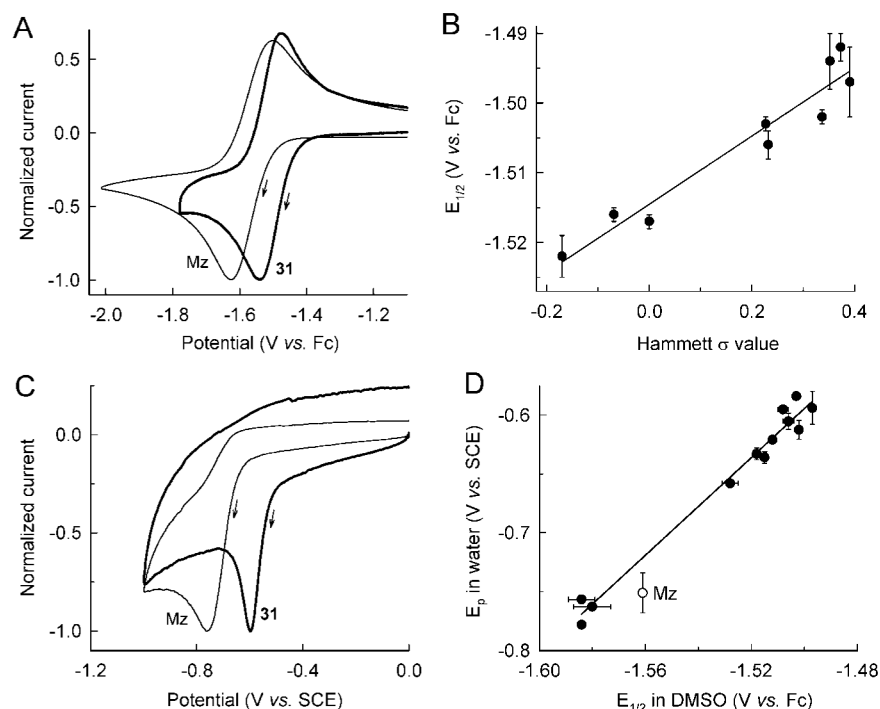 A
Normalized current
0.5
0.0
-0.5
-1.0
Mz
31
-2.0 -1.8 -1.6 -1.4 -1.2
Potential (V vs. Fc)
B
E1/2 (V vs. Fc)
-1.49
-1.50
-1.51
-1.52
-0.2 0.0 0.2 0.4
Hammett σ value
C
Normalized current
0.0
-0.5
-1.0
Mz
31
-1.2 -0.8 -0.4 0.0
Potential (V vs. SCE)
D
Ep in water (V vs. SCE)
-0.6
-0.7
-0.8
Mz
-1.60 -1.56 -1.52 -1.48
E1/2 in DMSO (V vs. Fc)